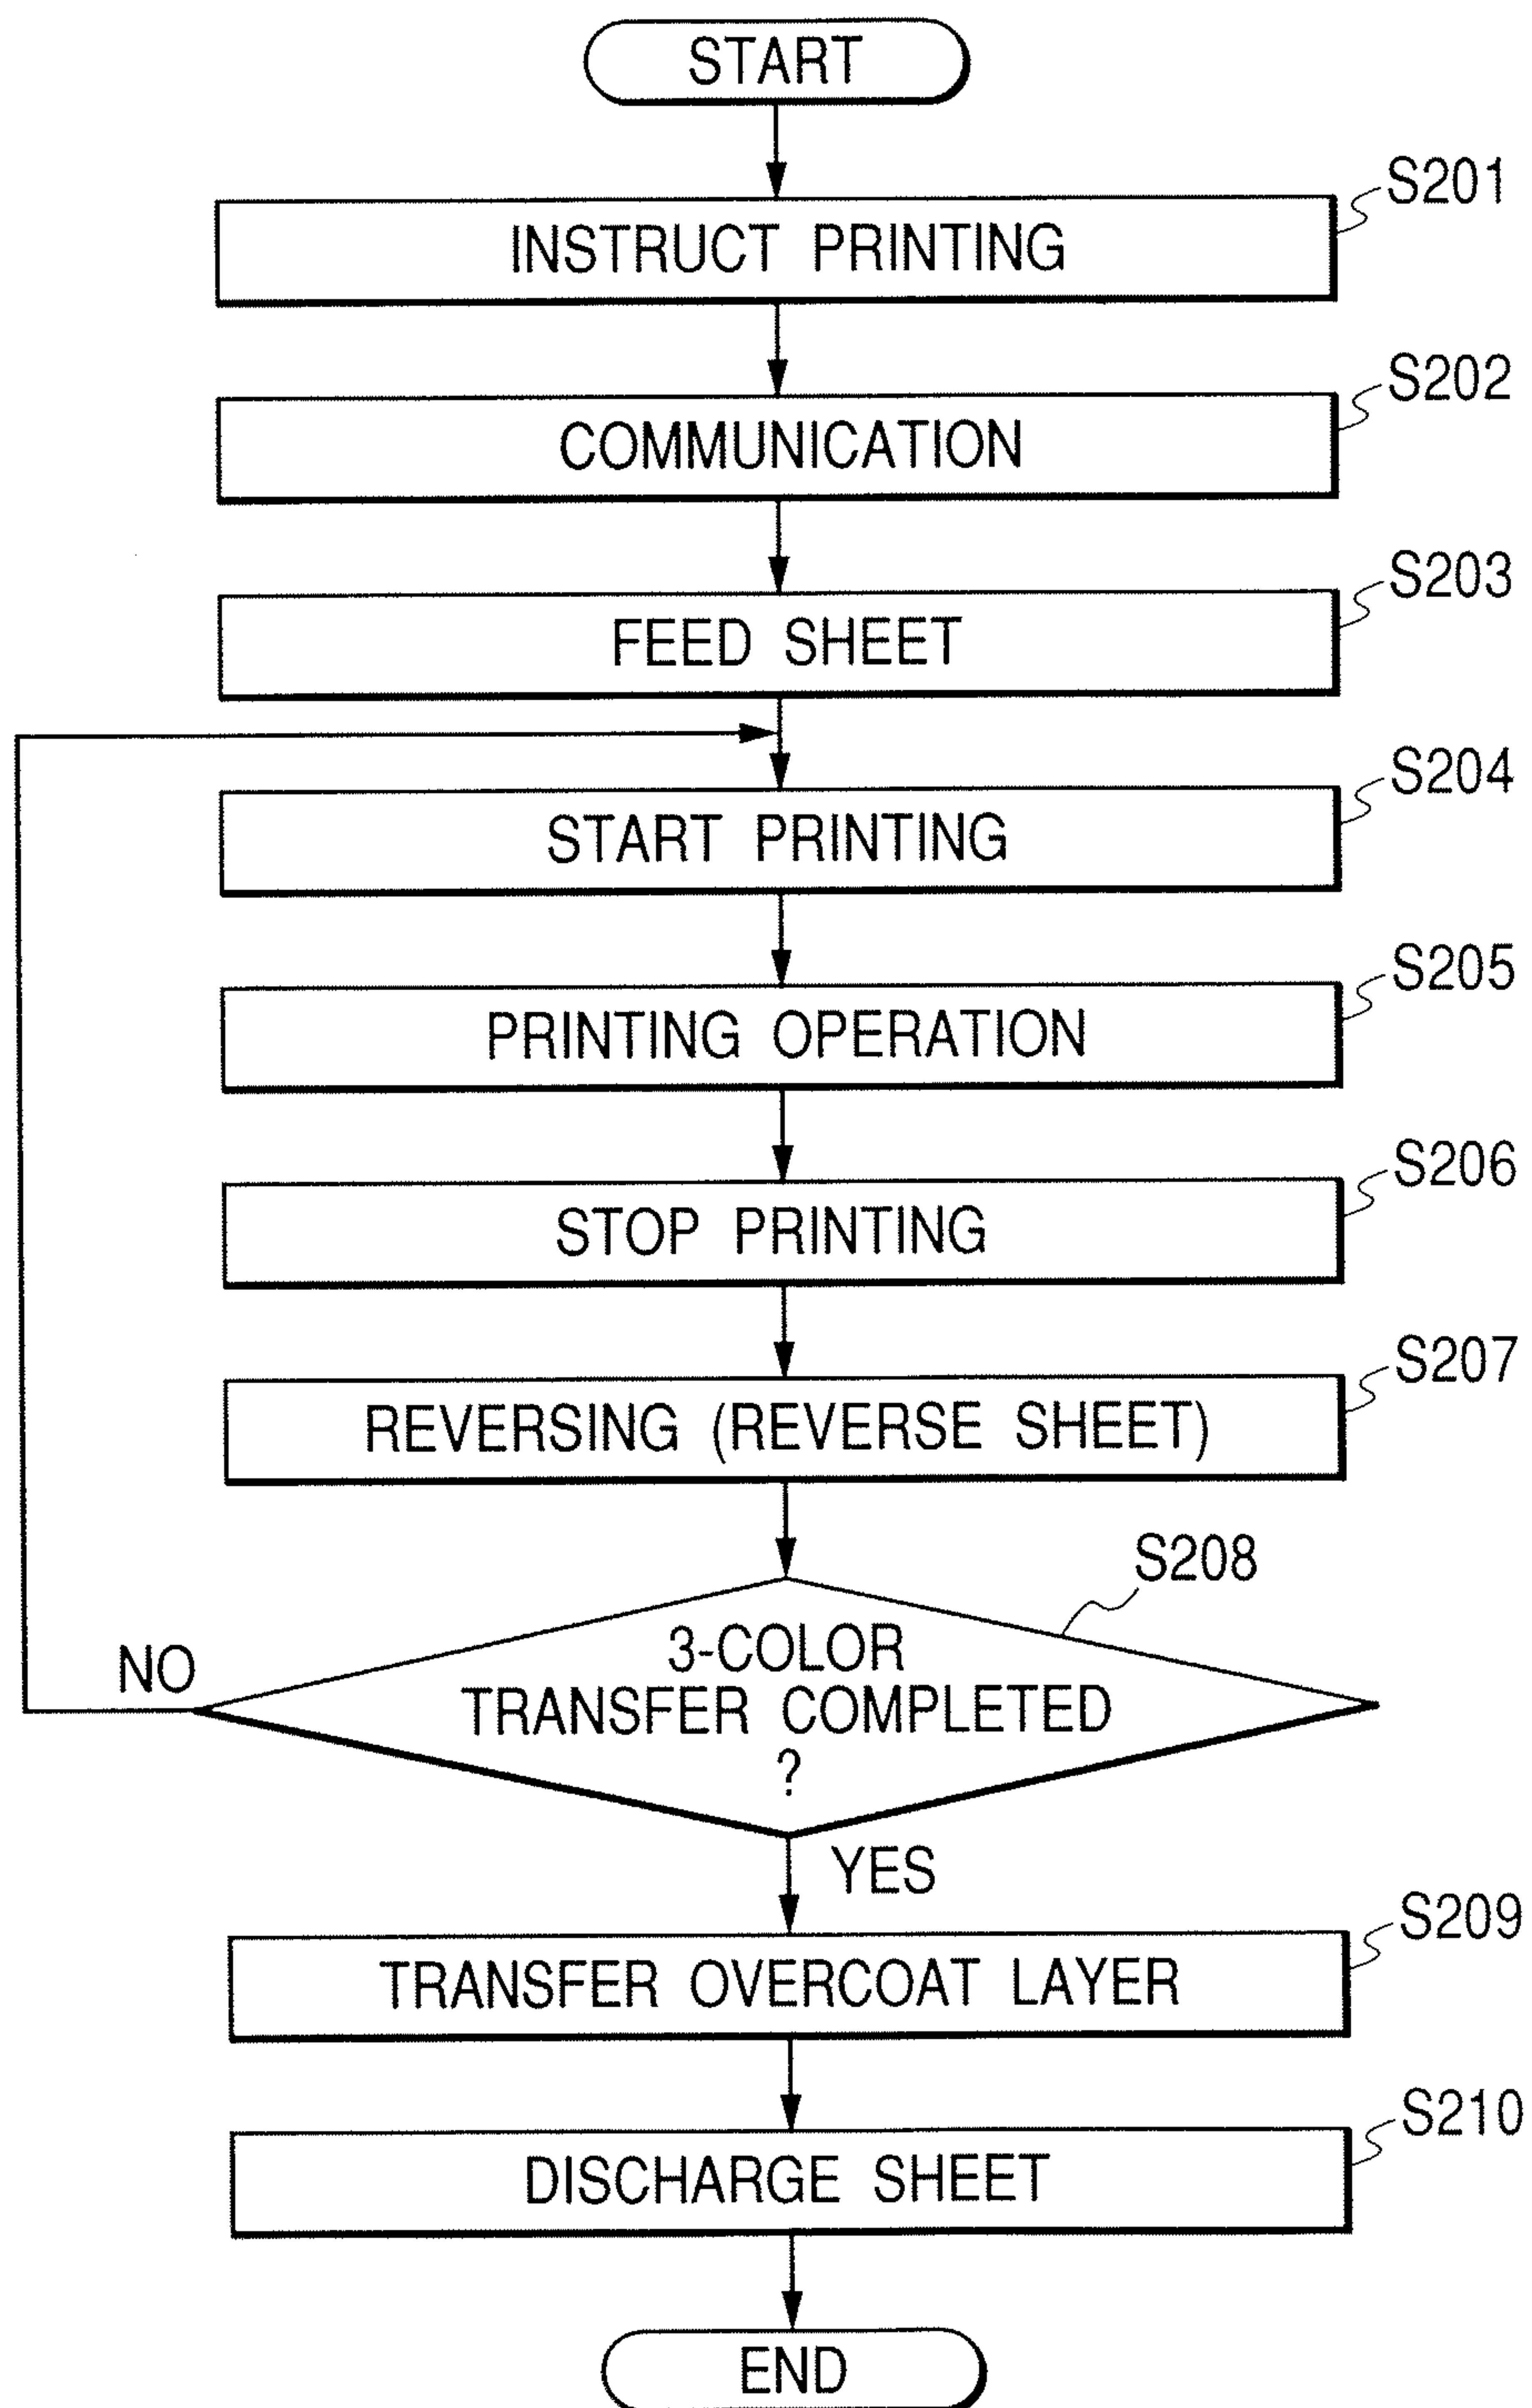 START
S201
INSTRUCT PRINTING
S202
COMMUNICATION
S203
FEED SHEET
S204
START PRINTING
S205
PRINTING OPERATION
S206
STOP PRINTING
S207
REVERSING (REVERSE SHEET)
S208
3-COLOR
TRANSFER COMPLETED
?
NO
YES
S209
TRANSFER OVERCOAT LAYER
S210
DISCHARGE SHEET
END